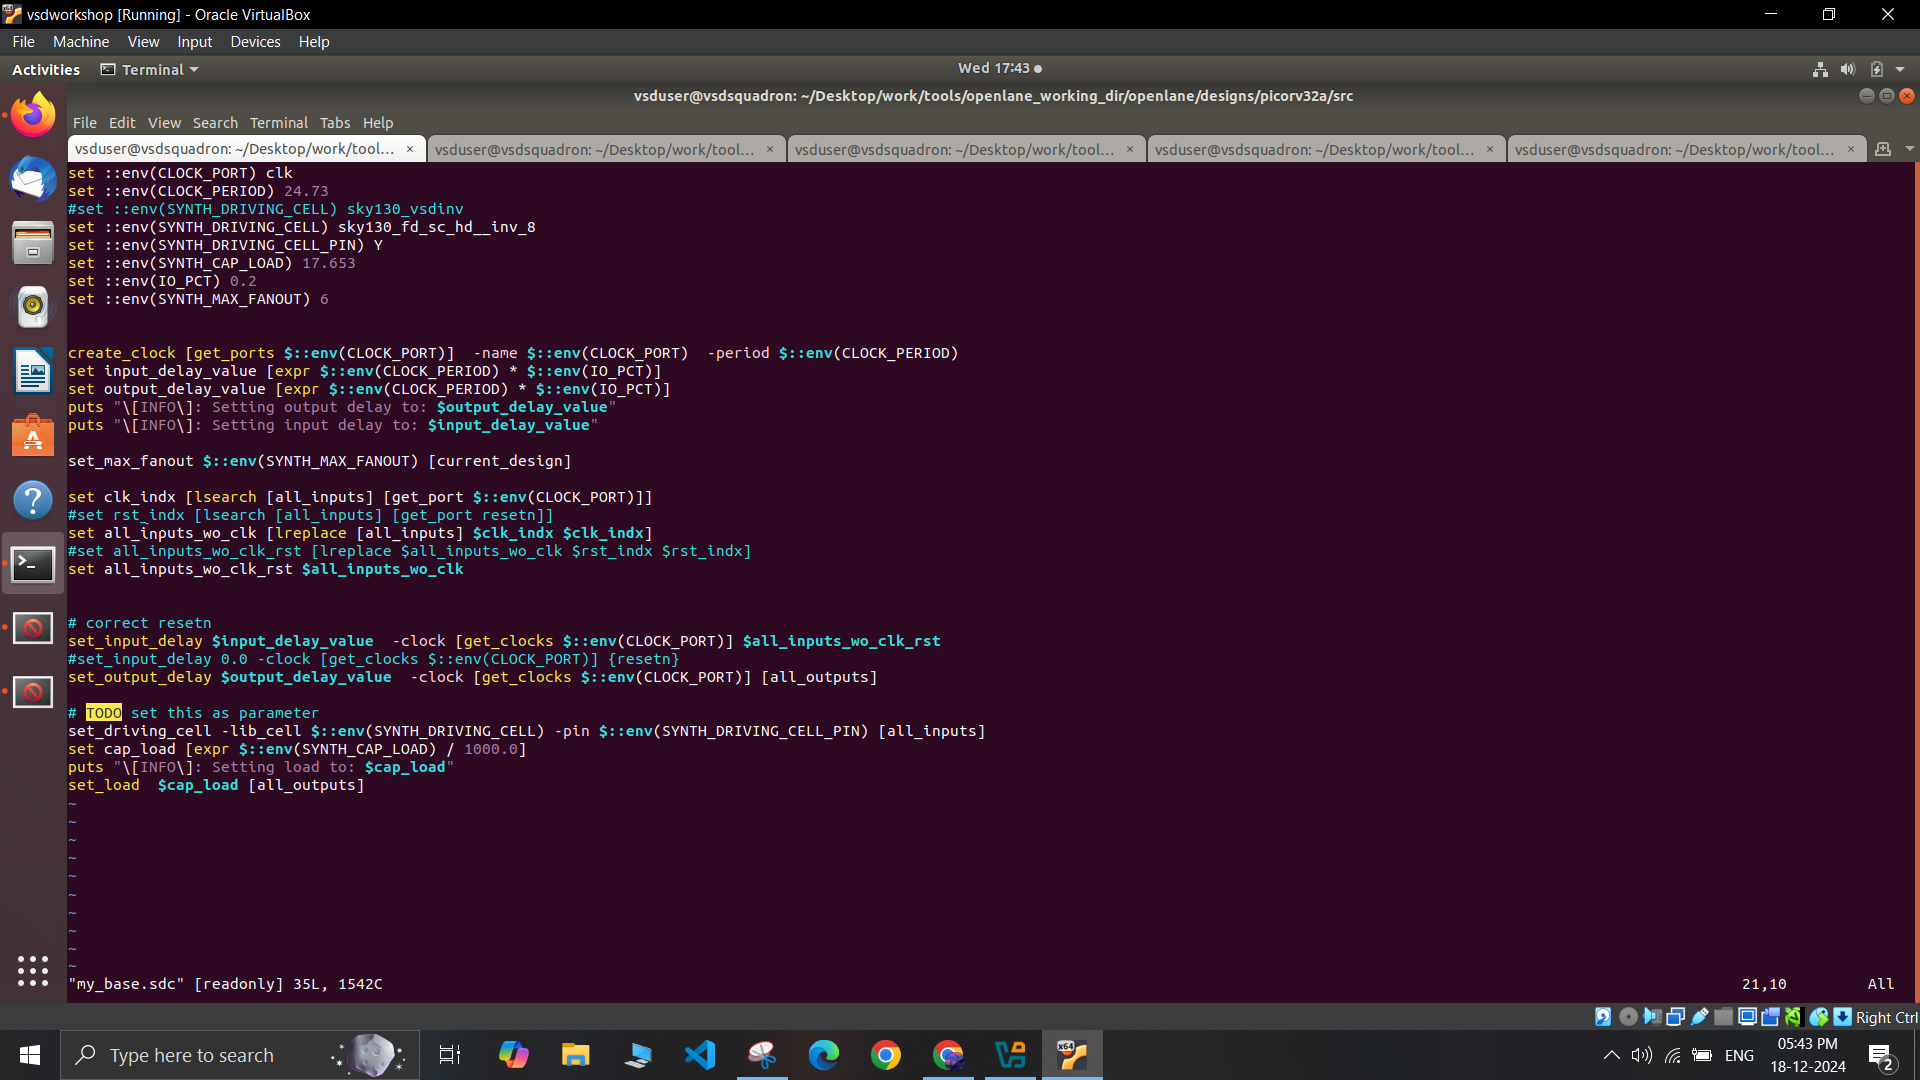 vsdworkshop [Running] - Oracle VirtualBox
File Machine View Input Devices Help
Activities Terminal Wed 17:43
vsduser@vsdsquadron: ~/Desktop/work/tools/openlane_working_dir/openlane/designs/picorv32a/src
File Edit View Search Terminal Tabs Help
vsduser@vsdsquadron: ~/Desktop/work/tool... × vsduser@vsdsquadron: ~/Desktop/work/tool... × vsduser@vsdsquadron: ~/Desktop/work/tool... × vsduser@vsdsquadron: ~/Desktop/work/tool... × vsduser@vsdsquadron: ~/Desktop/work/tool... ×
set ::env(CLOCK_PORT) clk
set ::env(CLOCK_PERIOD) 24.73
#set ::env(SYNTH_DRIVING_CELL) sky130_vsdinv
set ::env(SYNTH_DRIVING_CELL) sky130_fd_sc_hd__inv_8
set ::env(SYNTH_DRIVING_CELL_PIN) Y
set ::env(SYNTH_CAP_LOAD) 17.653
set ::env(IO_PCT) 0.2
set ::env(SYNTH_MAX_FANOUT) 6
create_clock [get_ports $::env(CLOCK_PORT)]  -name $::env(CLOCK_PORT)  -period $::env(CLOCK_PERIOD)
set input_delay_value [expr $::env(CLOCK_PERIOD) * $::env(IO_PCT)]
set output_delay_value [expr $::env(CLOCK_PERIOD) * $::env(IO_PCT)]
puts "\[INFO\]: Setting output delay to: $output_delay_value"
puts "\[INFO\]: Setting input delay to: $input_delay_value"
set_max_fanout $::env(SYNTH_MAX_FANOUT) [current_design]
set clk_indx [lsearch [all_inputs] [get_port $::env(CLOCK_PORT)]]
#set rst_indx [lsearch [all_inputs] [get_port resetn]]
set all_inputs_wo_clk [lreplace [all_inputs] $clk_indx $clk_indx]
#set all_inputs_wo_clk_rst [lreplace $all_inputs_wo_clk $rst_indx $rst_indx]
set all_inputs_wo_clk_rst $all_inputs_wo_clk
# correct resetn
set_input_delay $input_delay_value  -clock [get_clocks $::env(CLOCK_PORT)] $all_inputs_wo_clk_rst
#set_input_delay 0.0 -clock [get_clocks $::env(CLOCK_PORT)] {resetn}
set_output_delay $output_delay_value  -clock [get_clocks $::env(CLOCK_PORT)] [all_outputs]
# TODO set this as parameter
set_driving_cell -lib_cell $::env(SYNTH_DRIVING_CELL) -pin $::env(SYNTH_DRIVING_CELL_PIN) [all_inputs]
set cap_load [expr $::env(SYNTH_CAP_LOAD) / 1000.0]
puts "\[INFO\]: Setting load to: $cap_load"
set_load  $cap_load [all_outputs]
~
~
~
~
~
~
~
~
~
~
"my_base.sdc" [readonly] 35L, 1542C 21,10 All
Right Ctrl
Type here to search
ENG
05:43 PM
18-12-2024
2